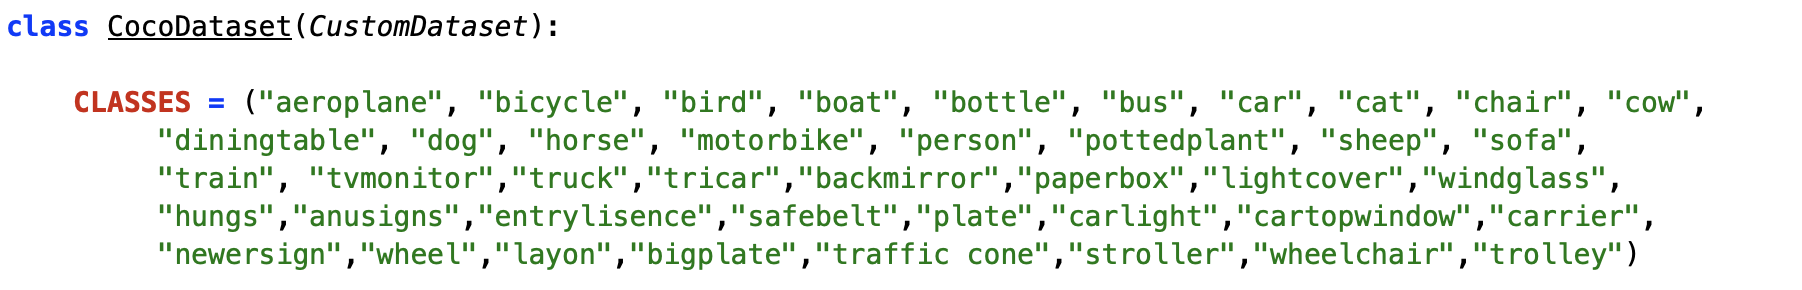 class CocoDataset(CustomDataset):
CLASSES = ("aeroplane", "bicycle", "bird", "boat", "bottle", "bus", "car", "cat", "chair", "cow",
"diningtable", "dog", "horse", "motorbike", "person", "pottedplant", "sheep", "sofa",
"train", "tvmonitor","truck","tricar","backmirror","paperbox","lightcover","windglass",
"hungs","anusigns","entrylisence","safebelt","plate","carlight","cartopwindow","carrier",
"newersign","wheel","layon","bigplate","traffic cone","stroller","wheelchair","trolley")